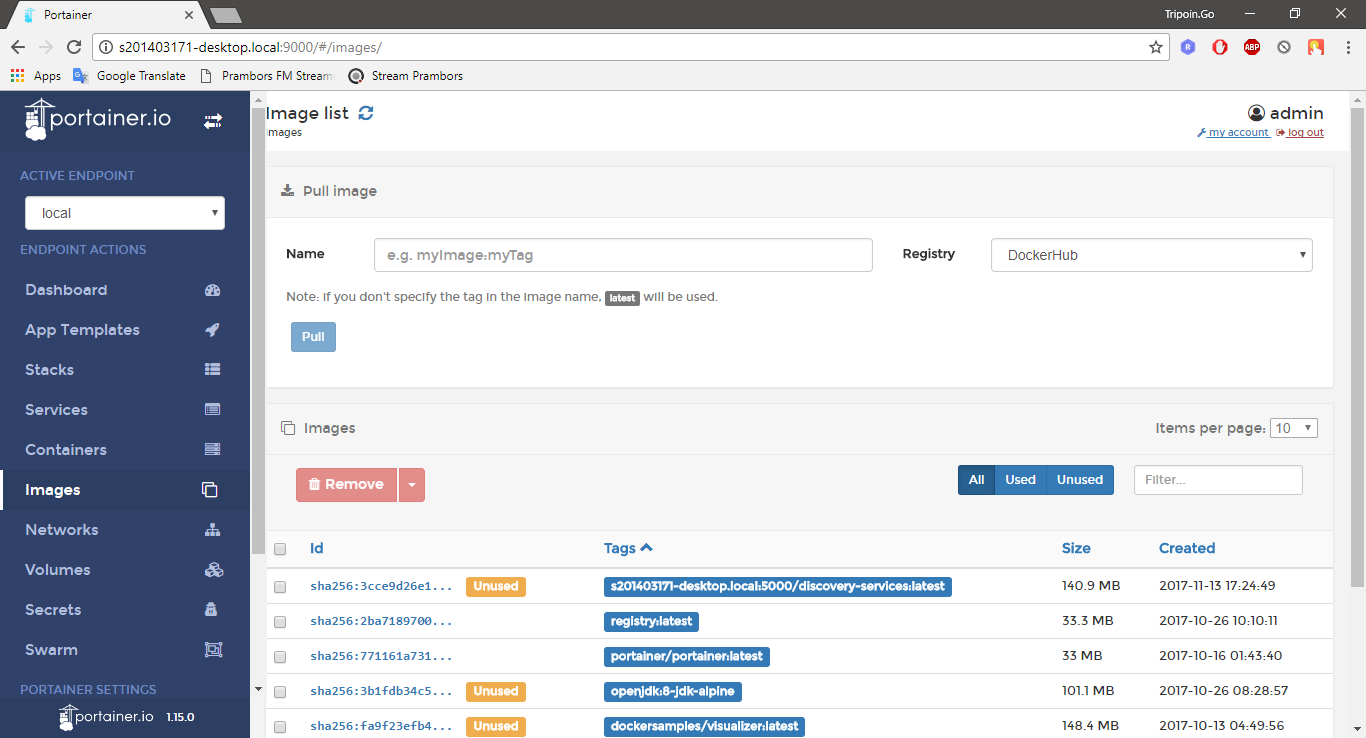 Portainer
Tripoin.Go
s201403171-desktop.local:9000/#/images/
ABP
Apps Google Translate Prambors FM Stream Stream Prambors
portainer.io
ACTIVE ENDPOINT
local
ENDPOINT ACTIONS
Dashboard
App Templates
Stacks
Services
Containers
Images
Networks
Volumes
Secrets
Swarm
PORTAINER SETTINGS
portainer.io 1.15.0
Image list
Images
admin
my account log out
Pull image
Name e.g. myImage:myTag Registry DockerHub
Note: if you don't specify the tag in the image name, latest will be used.
Pull
Images Items per page: 10
Remove All Used Unused Filter...
Id Tags Size Created
sha256:3cce9d26e1... Unused s201403171-desktop.local:5000/discovery-services:latest 140.9 MB 2017-11-13 17:24:49
sha256:2ba7189700... registry:latest 33.3 MB 2017-10-26 10:10:11
sha256:771161a731... portainer/portainer:latest 33 MB 2017-10-16 01:43:40
sha256:3b1fdb34c5... Unused openjdk:8-jdk-alpine 101.1 MB 2017-10-26 08:28:57
sha256:fa9f23efb4... Unused dockersamples/visualizer:latest 148.4 MB 2017-10-13 04:49:56